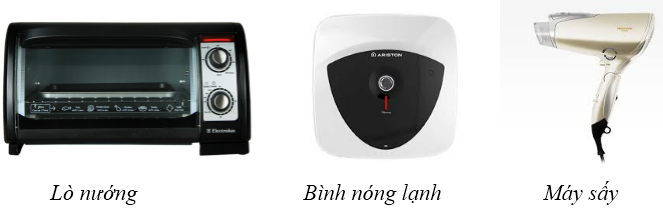 Electrolux
ARISTON
Lò nướng
Bình nóng lạnh
Máy sấy